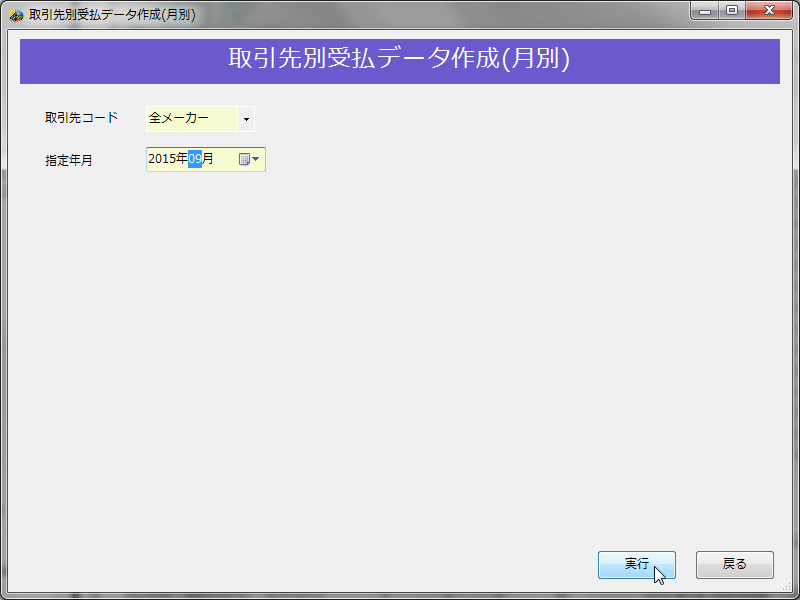 取引先別受払データ作成(月別)
取引先別受払データ作成(月別)
取引先コード 全メーカー
指定年月 2015年09月
実行 戻る